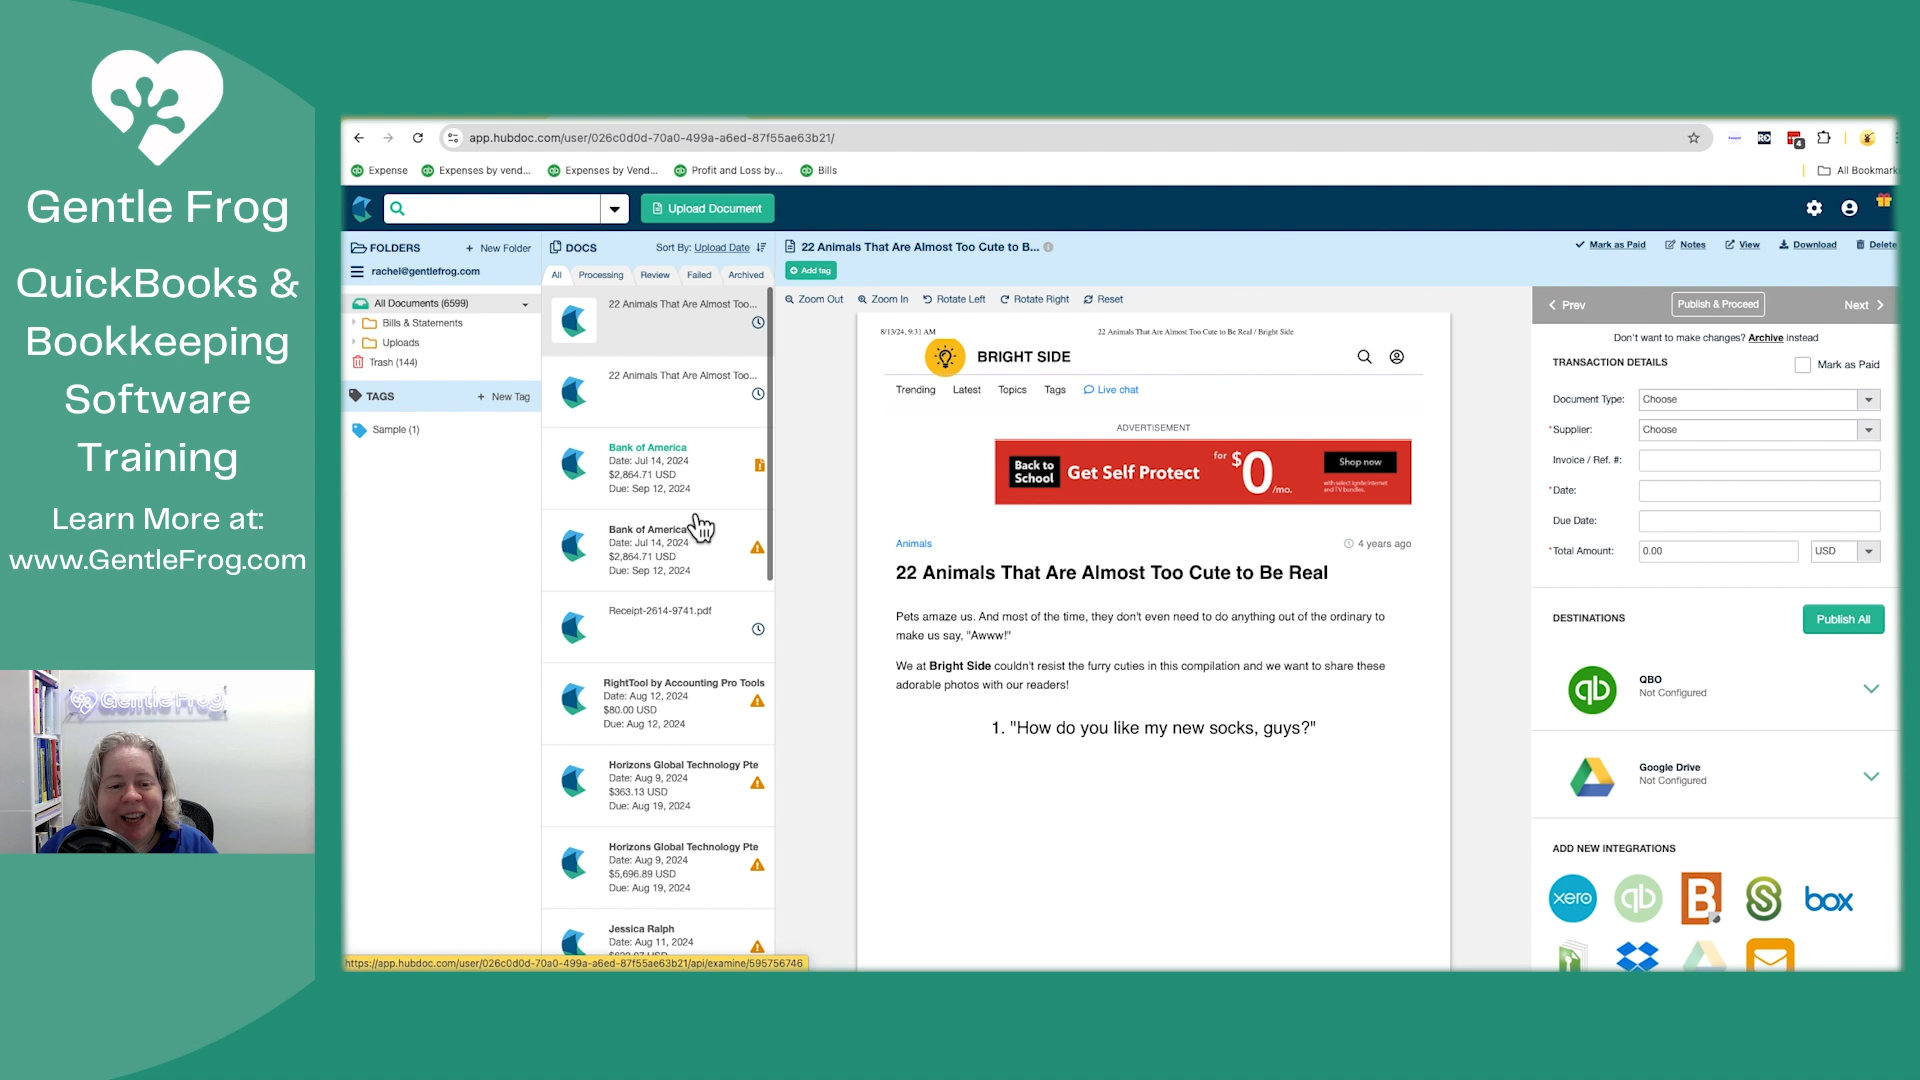 Gentle Frog
QuickBooks &
Bookkeeping
Software
Training
Learn More at:
www.GentleFrog.com
Gentle Frog
app.hubdoc.com/user/026c0d0d-70a0-499a-a6ed-87f55ae63b21/
4
Expense
Expenses by vend...
Expenses by Vend...
Profit and Loss by...
Bills
All Bookmark
Upload Document
FOLDERS
+ New Folder
rachel@gentlefrog.com
All Documents (6599)
Bills & Statements
Uploads
Trash (144)
TAGS
+ New Tag
Sample (1)
DOCS
Sort By: Upload Date
All
Processing
Review
Failed
Archived
22 Animals That Are Almost Too...
22 Animals That Are Almost Too...
Bank of America
Date: Jul 14, 2024
$2,864.71 USD
Due: Sep 12, 2024
Bank of America
Date: Jul 14, 2024
$2,864.71 USD
Due: Sep 12, 2024
Receipt-2614-9741.pdf
RightTool by Accounting Pro Tools
Date: Aug 12, 2024
$80.00 USD
Due: Aug 12, 2024
Horizons Global Technology Pte
Date: Aug 9, 2024
$363.13 USD
Due: Aug 19, 2024
Horizons Global Technology Pte
Date: Aug 9, 2024
$5,696.89 USD
Due: Aug 19, 2024
Jessica Ralph
Date: Aug 11, 2024
https://app.hubdoc.com/user/026c0d0d-70a0-499a-a6ed-87f55ae63b21/api/examine/595756746
22 Animals That Are Almost Too Cute to B...
Mark as Paid
Notes
View
Download
Delete
Add tag
Zoom Out
Zoom In
Rotate Left
Rotate Right
Reset
8/13/24, 9:31 AM
22 Animals That Are Almost Too Cute to Be Real / Bright Side
BRIGHT SIDE
Trending
Latest
Topics
Tags
Live chat
ADVERTISEMENT
Back to
School
Get Self Protect
for $0/mo.
Shop now
with select Ignite Internet
and TV bundles.
Animals
4 years ago
22 Animals That Are Almost Too Cute to Be Real
Pets amaze us. And most of the time, they don't even need to do anything out of the ordinary to
make us say, "Awww!"
We at Bright Side couldn't resist the furry cuties in this compilation and we want to share these
adorable photos with our readers!
1. "How do you like my new socks, guys?"
Prev
Publish & Proceed
Next
Don't want to make changes? Archive instead
TRANSACTION DETAILS
Mark as Paid
Document Type:
Choose
*Supplier:
Choose
Invoice / Ref. #:
*Date:
Due Date:
*Total Amount:
0.00
USD
DESTINATIONS
Publish All
qb
QBO
Not Configured
Google Drive
Not Configured
ADD NEW INTEGRATIONS
xero
qb
B
S
box